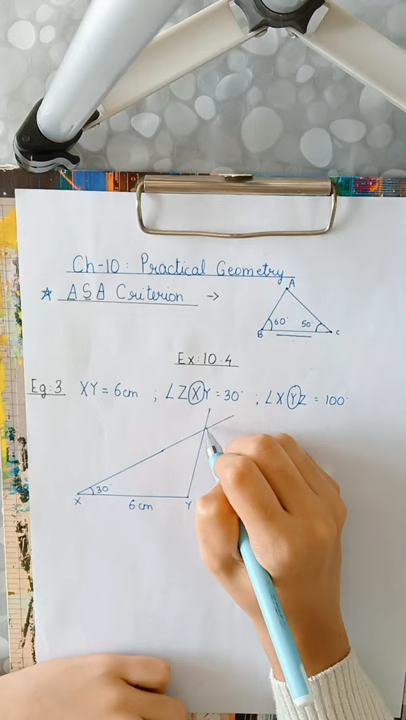 Ch-10: Practical Geometry
* ASA Criterion →
A
60° 50°
B C
Ex: 10.4
Eg: 3 XY = 6cm ; ∠ZXY = 30° ; ∠XYZ = 100°
30
X Y
6 cm